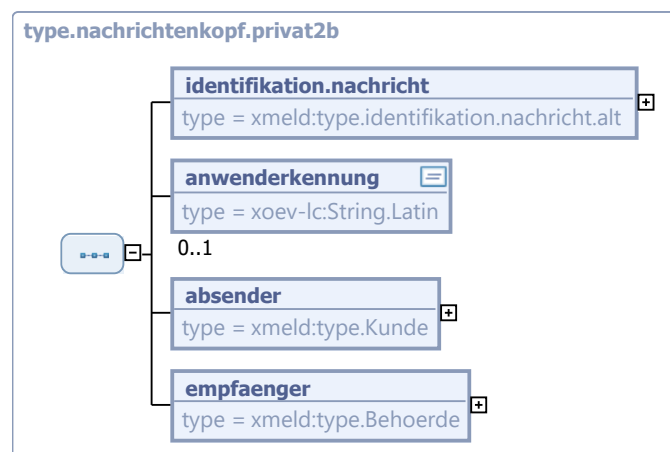 type.nachrichtenkopf.privat2b
identifikation.nachricht
type = xmeld:type.identifikation.nachricht.alt
anwenderkennung
type = xoev-lc:String.Latin
0..1
absender
type = xmeld:type.Kunde
empfaenger
type = xmeld:type.Behoerde